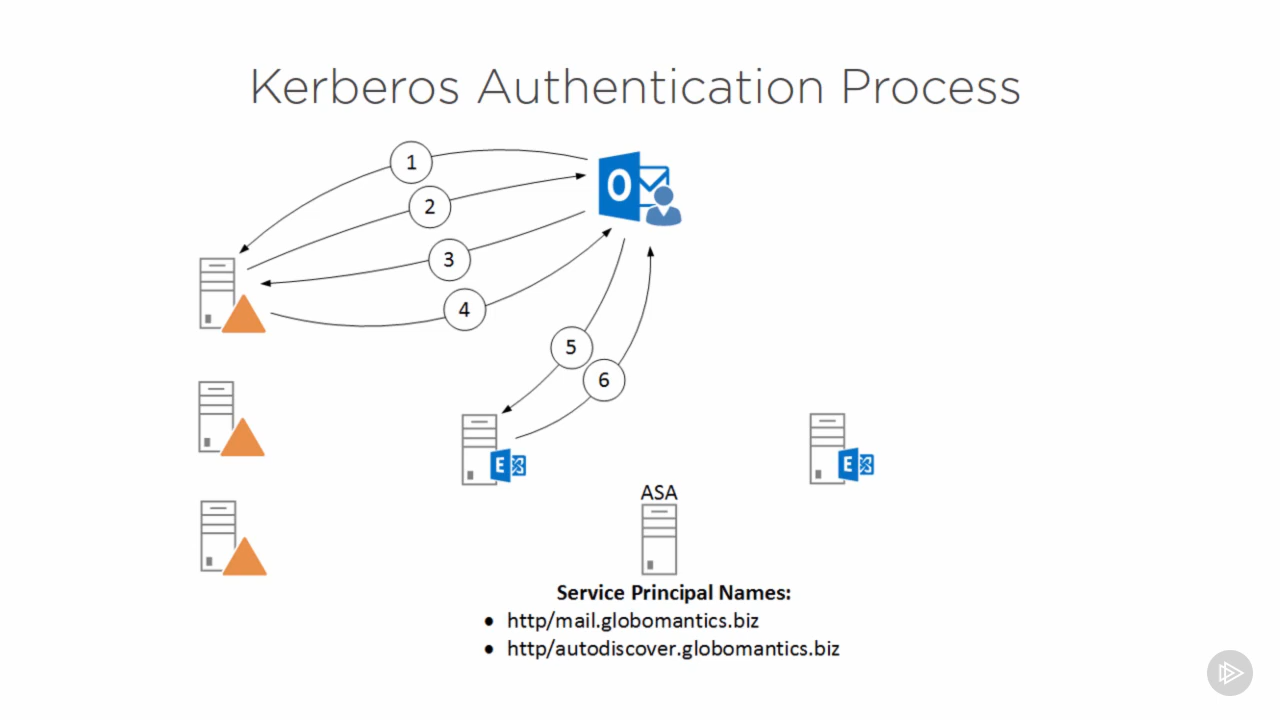 Kerberos Authentication Process
1
2
3
4
5
6
O
E
E
ASA
Service Principal Names:
● http/mail.globomantics.biz
● http/autodiscover.globomantics.biz